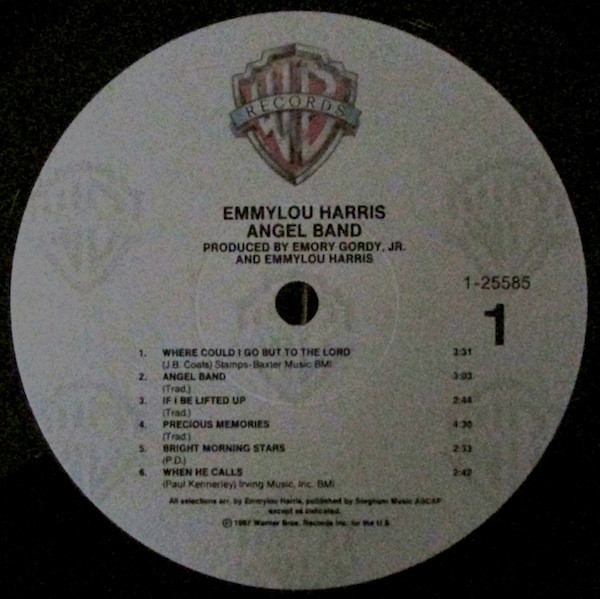 WB
RECORDS
EMMYLOU HARRIS
ANGEL BAND
PRODUCED BY EMORY GORDY, JR.
AND EMMYLOU HARRIS
1-25585
1
1. WHERE COULD I GO BUT TO THE LORD 3:31
(J.B. Coats) Stamps-Baxter Music BMI
2. ANGEL BAND 3:03
(Trad.)
3. IF I BE LIFTED UP 2:44
(Trad.)
4. PRECIOUS MEMORIES 4:30
(Trad.)
5. BRIGHT MORNING STARS 2:33
(P.D.)
6. WHEN HE CALLS 2:42
(Paul Kennerley) Irving Music, Inc. BMI
All selections arr. by Emmylou Harris, published by Sorghum Music ASCAP
except as indicated.
Ⓟ 1987 Warner Bros. Records Inc. for the U.S.